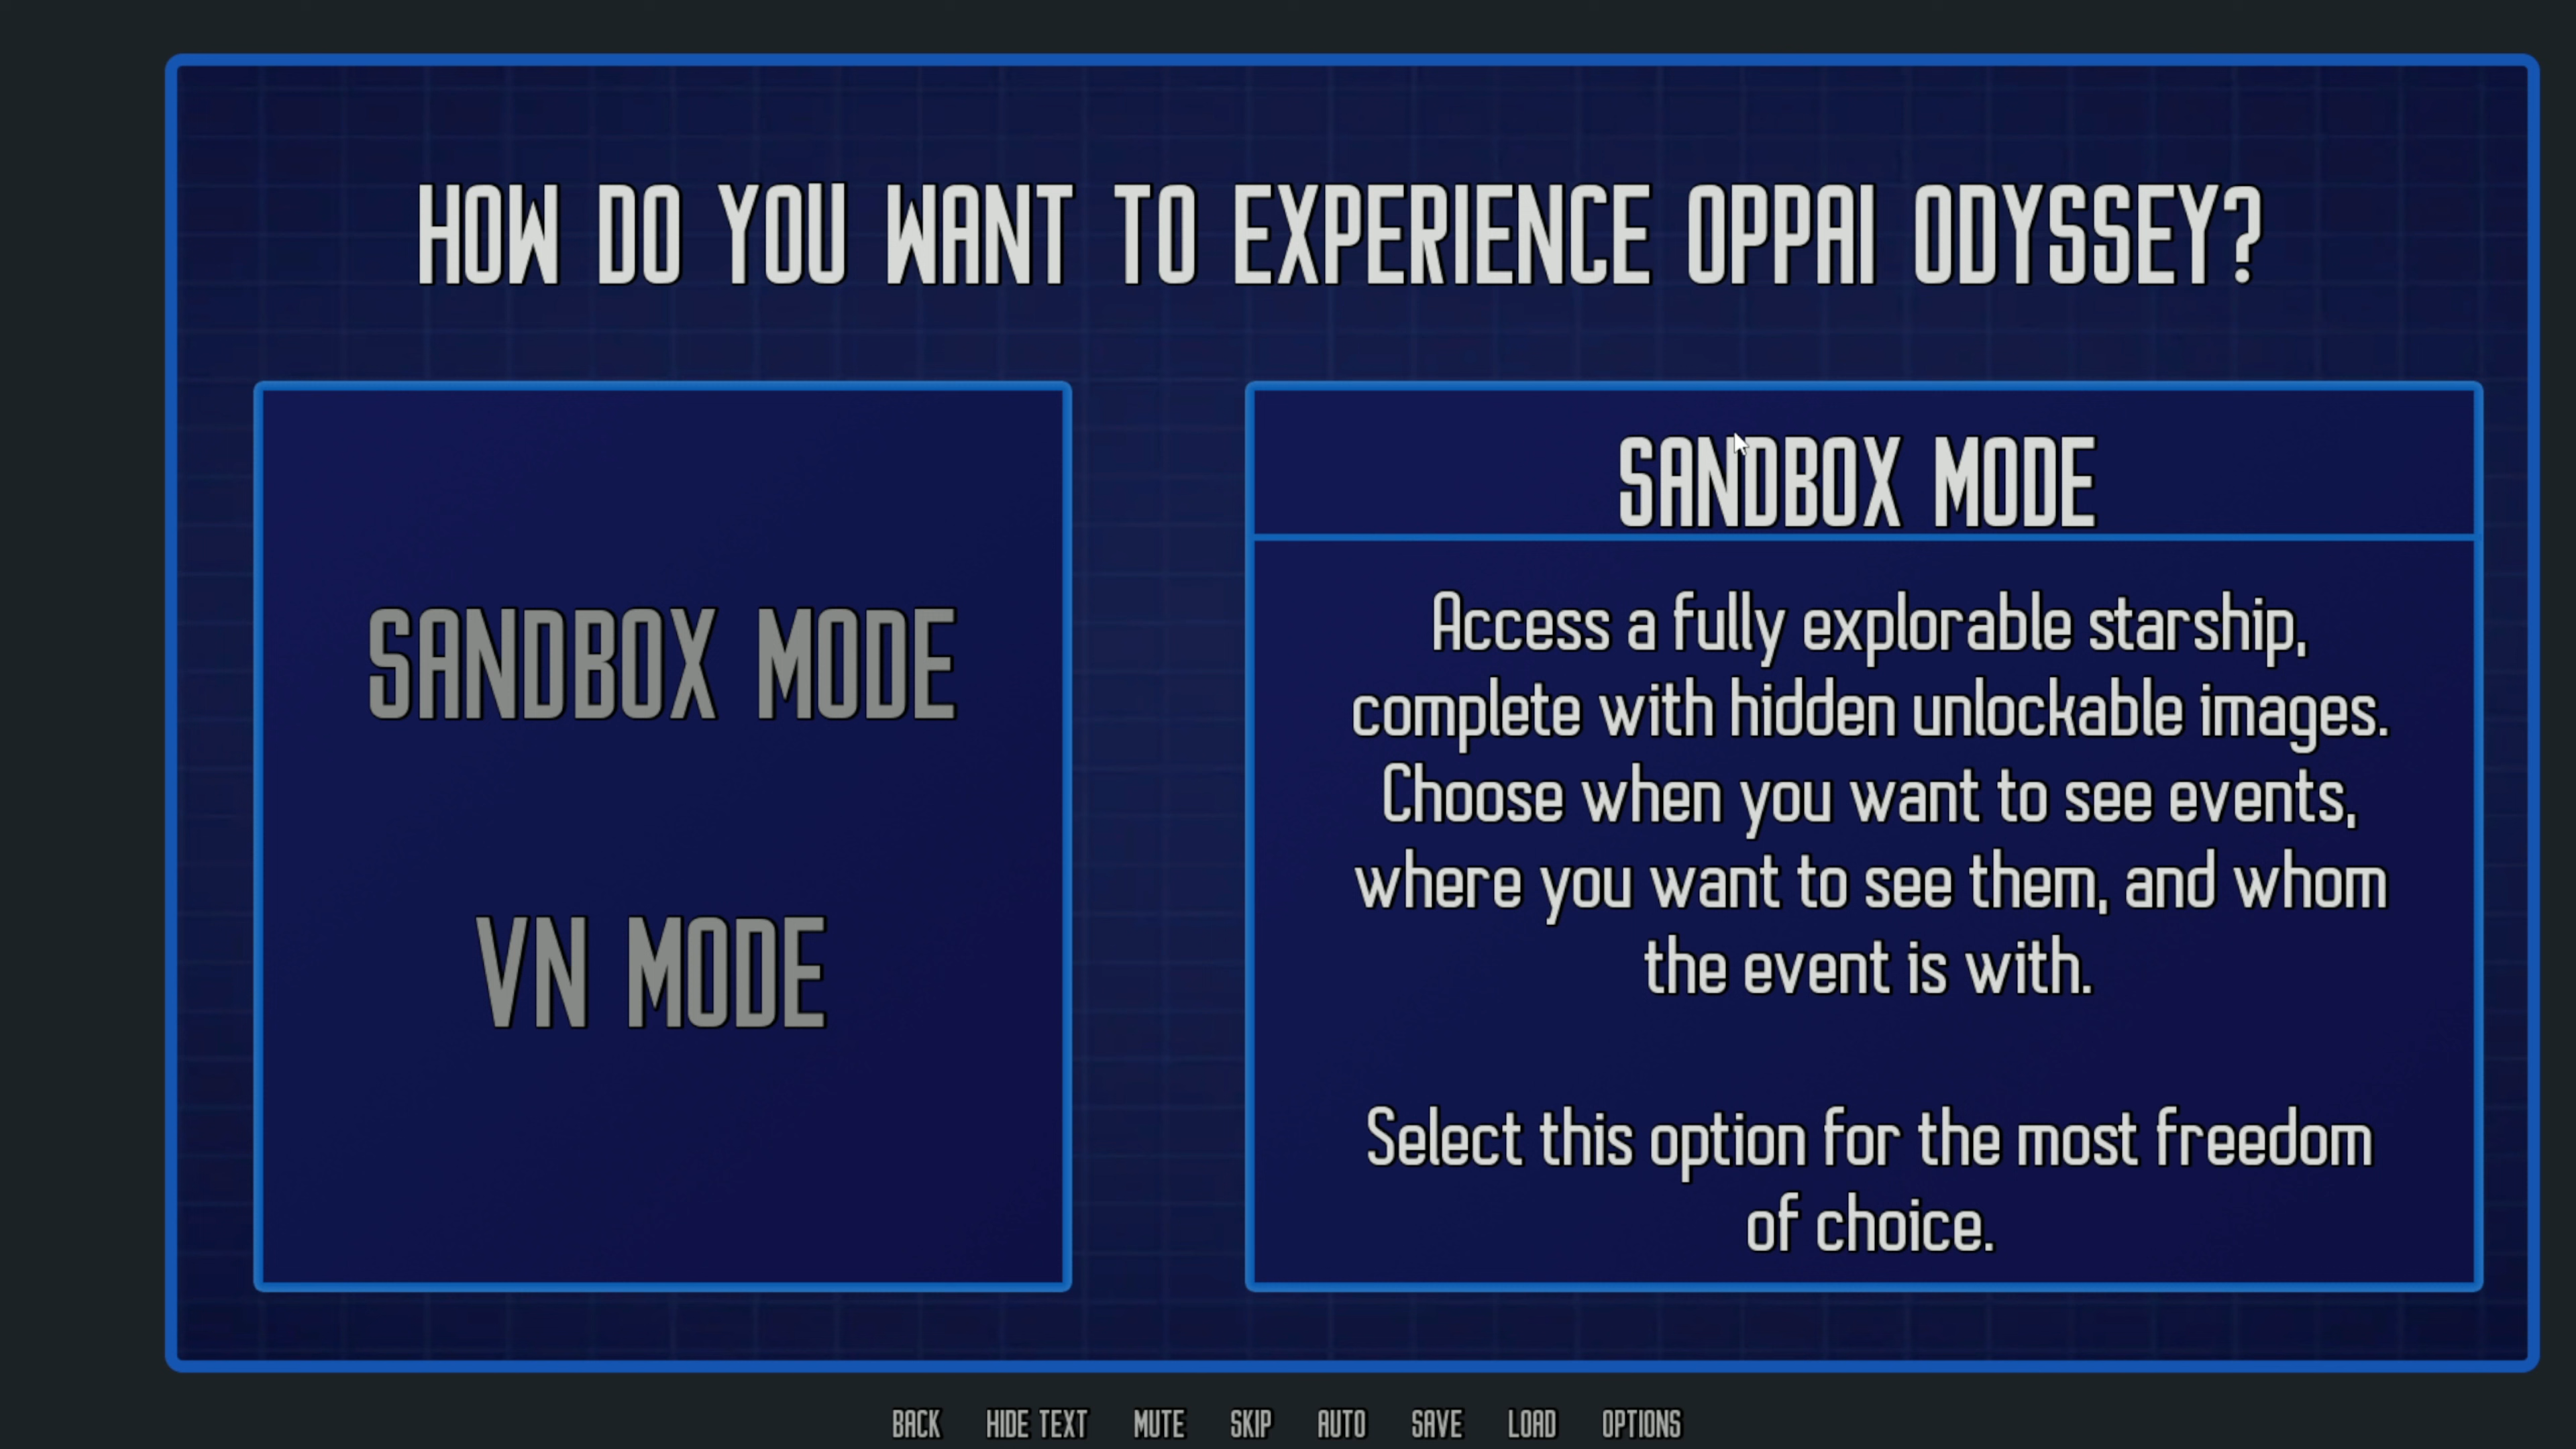 HOW DO YOU WANT TO EXPERIENCE OPPAI ODYSSEY?
SANDBOX MODE
VN MODE
SANDBOX MODE
Access a fully explorable starship,
complete with hidden unlockable images.
Choose when you want to see events,
where you want to see them, and whom
the event is with.
Select this option for the most freedom
of choice.
BACK HIDE TEXT MUTE SKIP AUTO SAVE LOAD OPTIONS